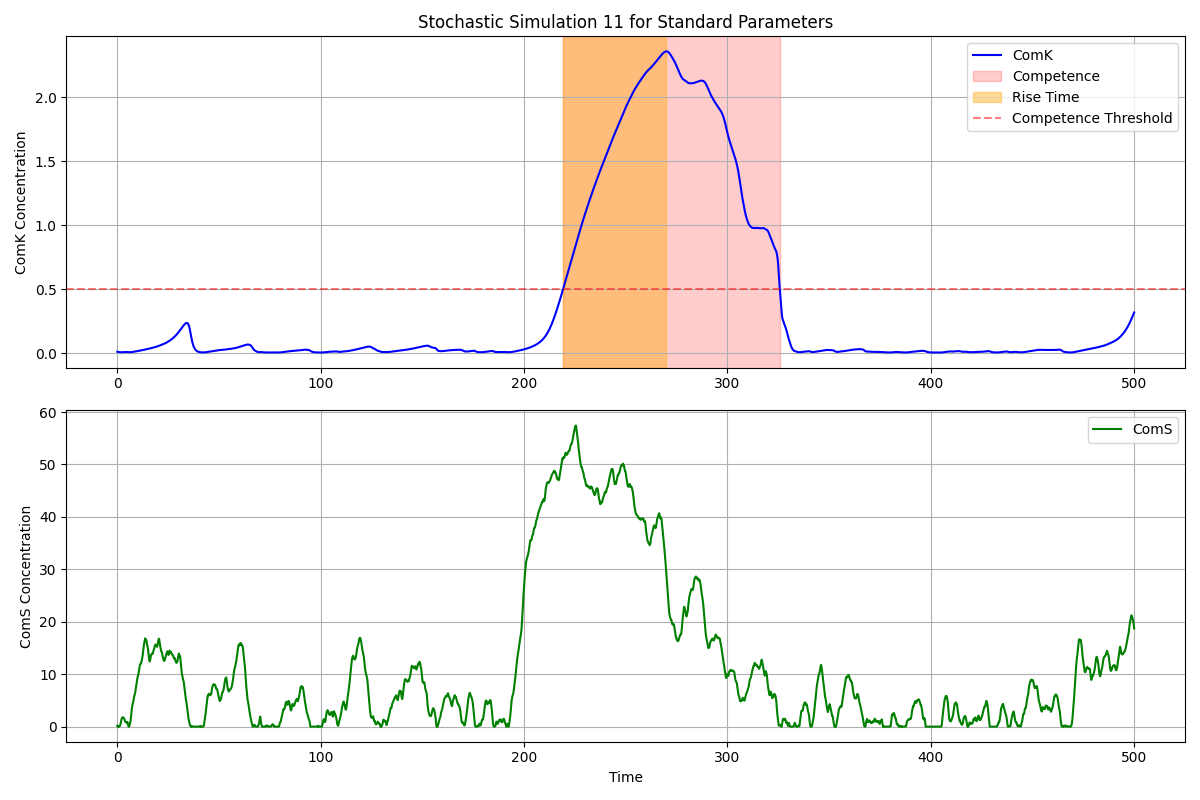 Stochastic Simulation 11 for Standard Parameters
ComK Concentration
2.0
1.5
1.0
0.5
0.0
ComK
Competence
Rise Time
Competence Threshold
0 100 200 300 400 500
ComS Concentration
60
50
40
30
20
10
0
ComS
0 100 200 300 400 500
Time